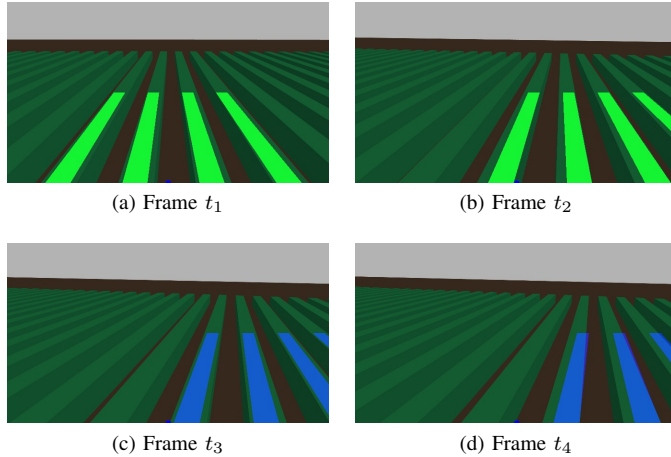 (a) Frame t₁
(b) Frame t₂
(c) Frame t₃
(d) Frame t₄